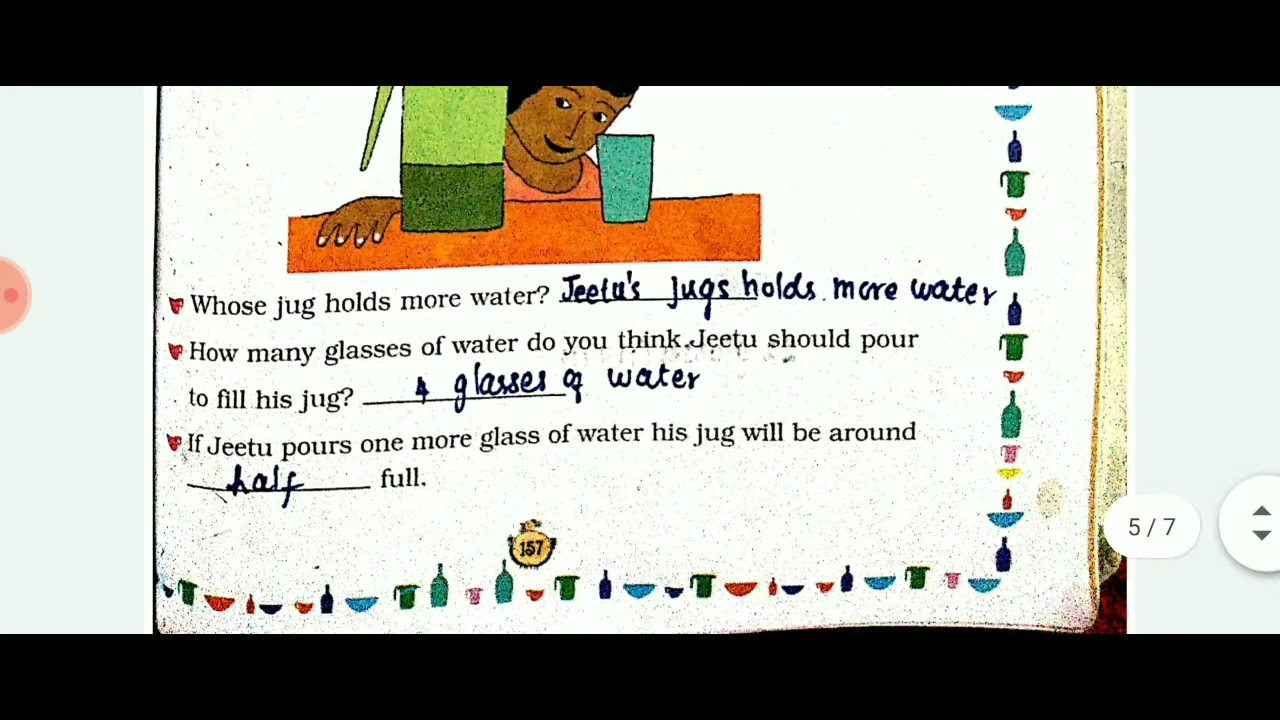 Whose jug holds more water? Jeetu's jugs holds more water
How many glasses of water do you think Jeetu should pour
to fill his jug? 4 glasses of water
If Jeetu pours one more glass of water his jug will be around
half full.
157
5 / 7